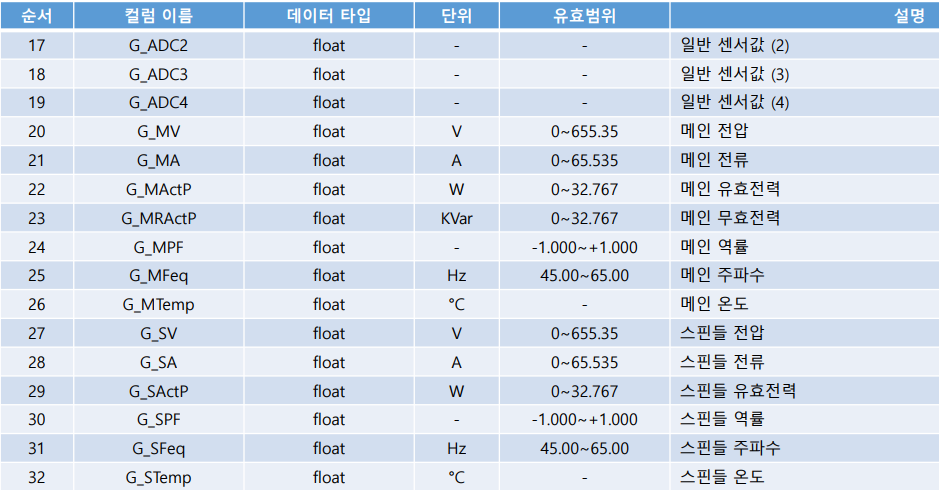 순서 컬럼 이름 데이터 타입 단위 유효범위 설명
17 G_ADC2 float - - 일반 센서값 (2)
18 G_ADC3 float - - 일반 센서값 (3)
19 G_ADC4 float - - 일반 센서값 (4)
20 G_MV float V 0~655.35 메인 전압
21 G_MA float A 0~65.535 메인 전류
22 G_MActP float W 0~32.767 메인 유효전력
23 G_MRActP float KVar 0~32.767 메인 무효전력
24 G_MPF float - -1.000~+1.000 메인 역률
25 G_MFeq float Hz 45.00~65.00 메인 주파수
26 G_MTemp float °C - 메인 온도
27 G_SV float V 0~655.35 스핀들 전압
28 G_SA float A 0~65.535 스핀들 전류
29 G_SActP float W 0~32.767 스핀들 유효전력
30 G_SPF float - -1.000~+1.000 스핀들 역률
31 G_SFeq float Hz 45.00~65.00 스핀들 주파수
32 G_STemp float °C - 스핀들 온도